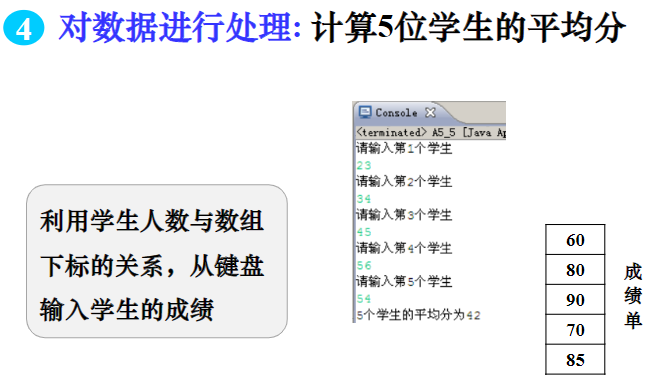 4 对数据进行处理: 计算5位学生的平均分
Console
<terminated> A5_5 [Java Ap
请输入第1个学生
23
请输入第2个学生
34
请输入第3个学生
45
请输入第4个学生
56
请输入第5个学生
54
5个学生的平均分为42
利用学生人数与数组
下标的关系，从键盘
输入学生的成绩
60
80
90
70
85
成
绩
单